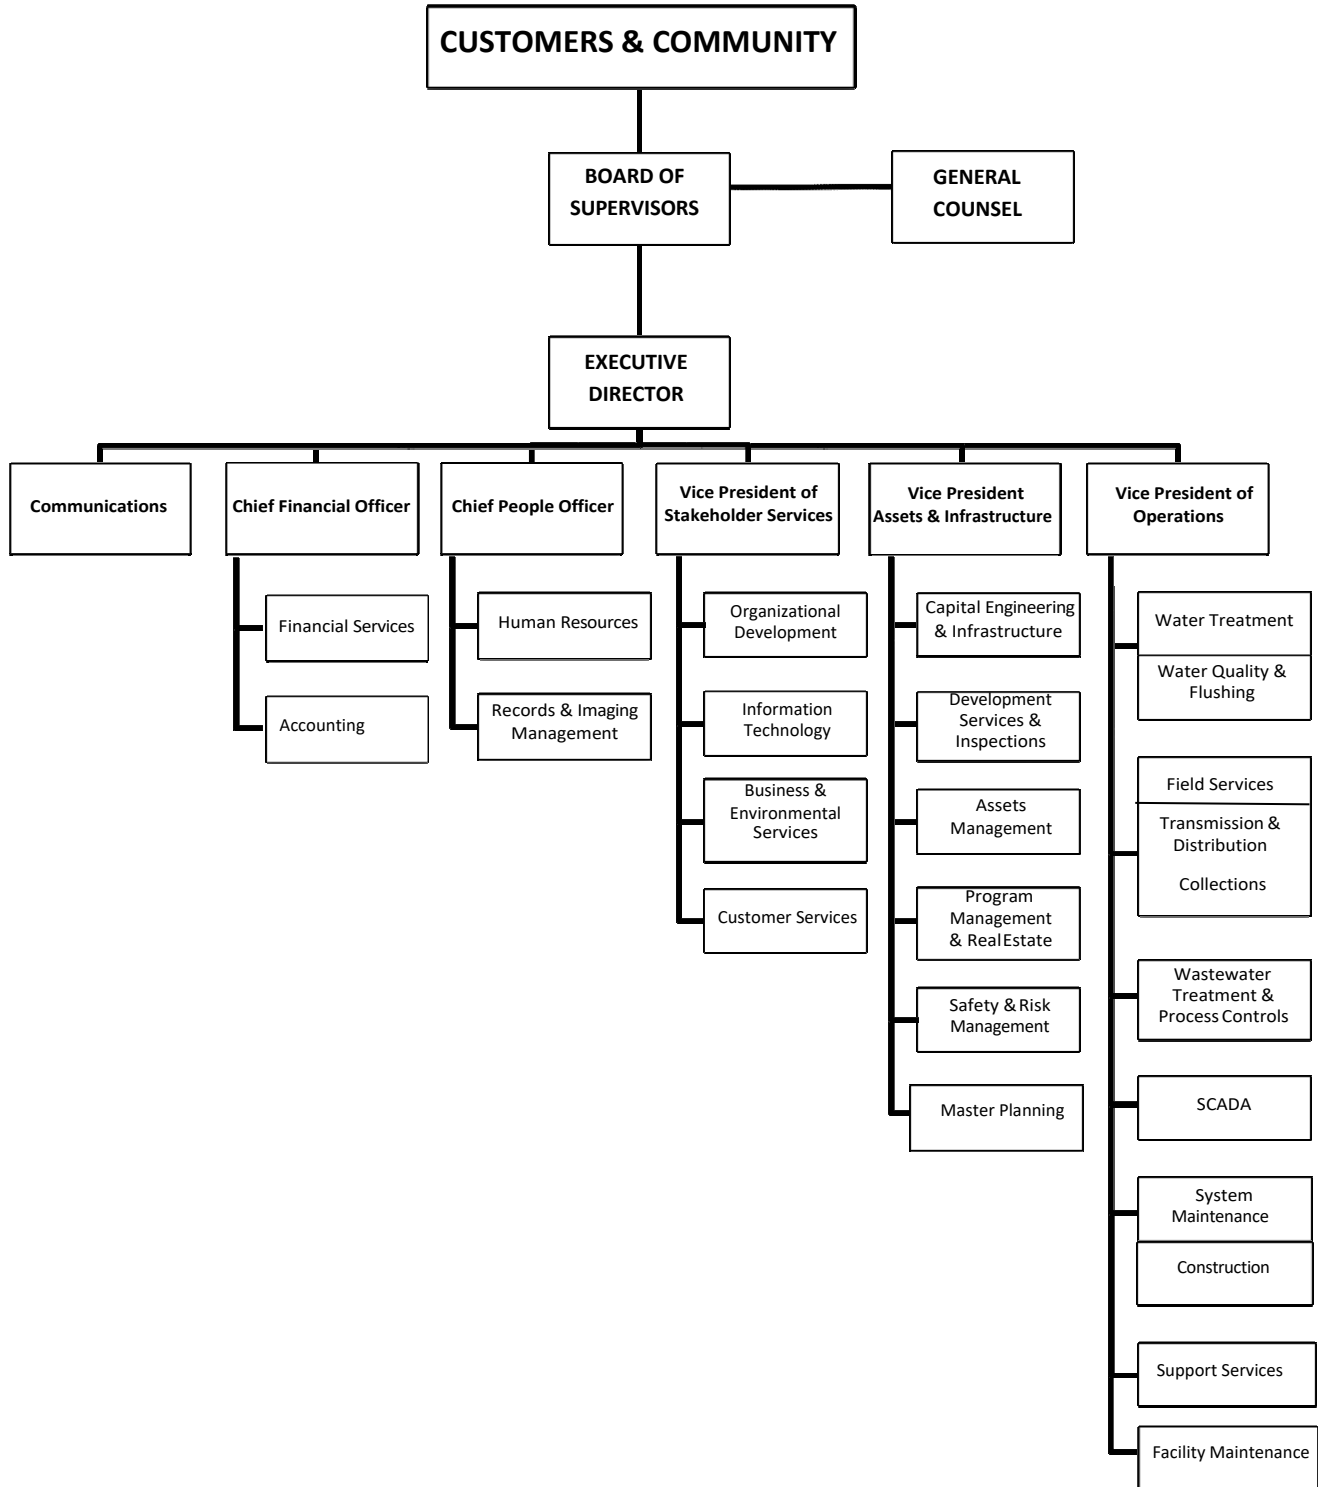 CUSTOMERS & COMMUNITY
BOARD OF
SUPERVISORS
GENERAL
COUNSEL
EXECUTIVE
DIRECTOR
Communications
Chief Financial Officer
Chief People Officer
Vice President of
Stakeholder Services
Vice President
Assets & Infrastructure
Vice President of
Operations
Financial Services
Accounting
Human Resources
Records & Imaging
Management
Organizational
Development
Information
Technology
Business &
Environmental
Services
Customer Services
Capital Engineering
& Infrastructure
Development
Services &
Inspections
Assets
Management
Program
Management
& Real Estate
Safety & Risk
Management
Master Planning
Water Treatment
Water Quality &
Flushing
Field Services
Transmission &
Distribution
Collections
Wastewater
Treatment &
Process Controls
SCADA
System
Maintenance
Construction
Support Services
Facility Maintenance